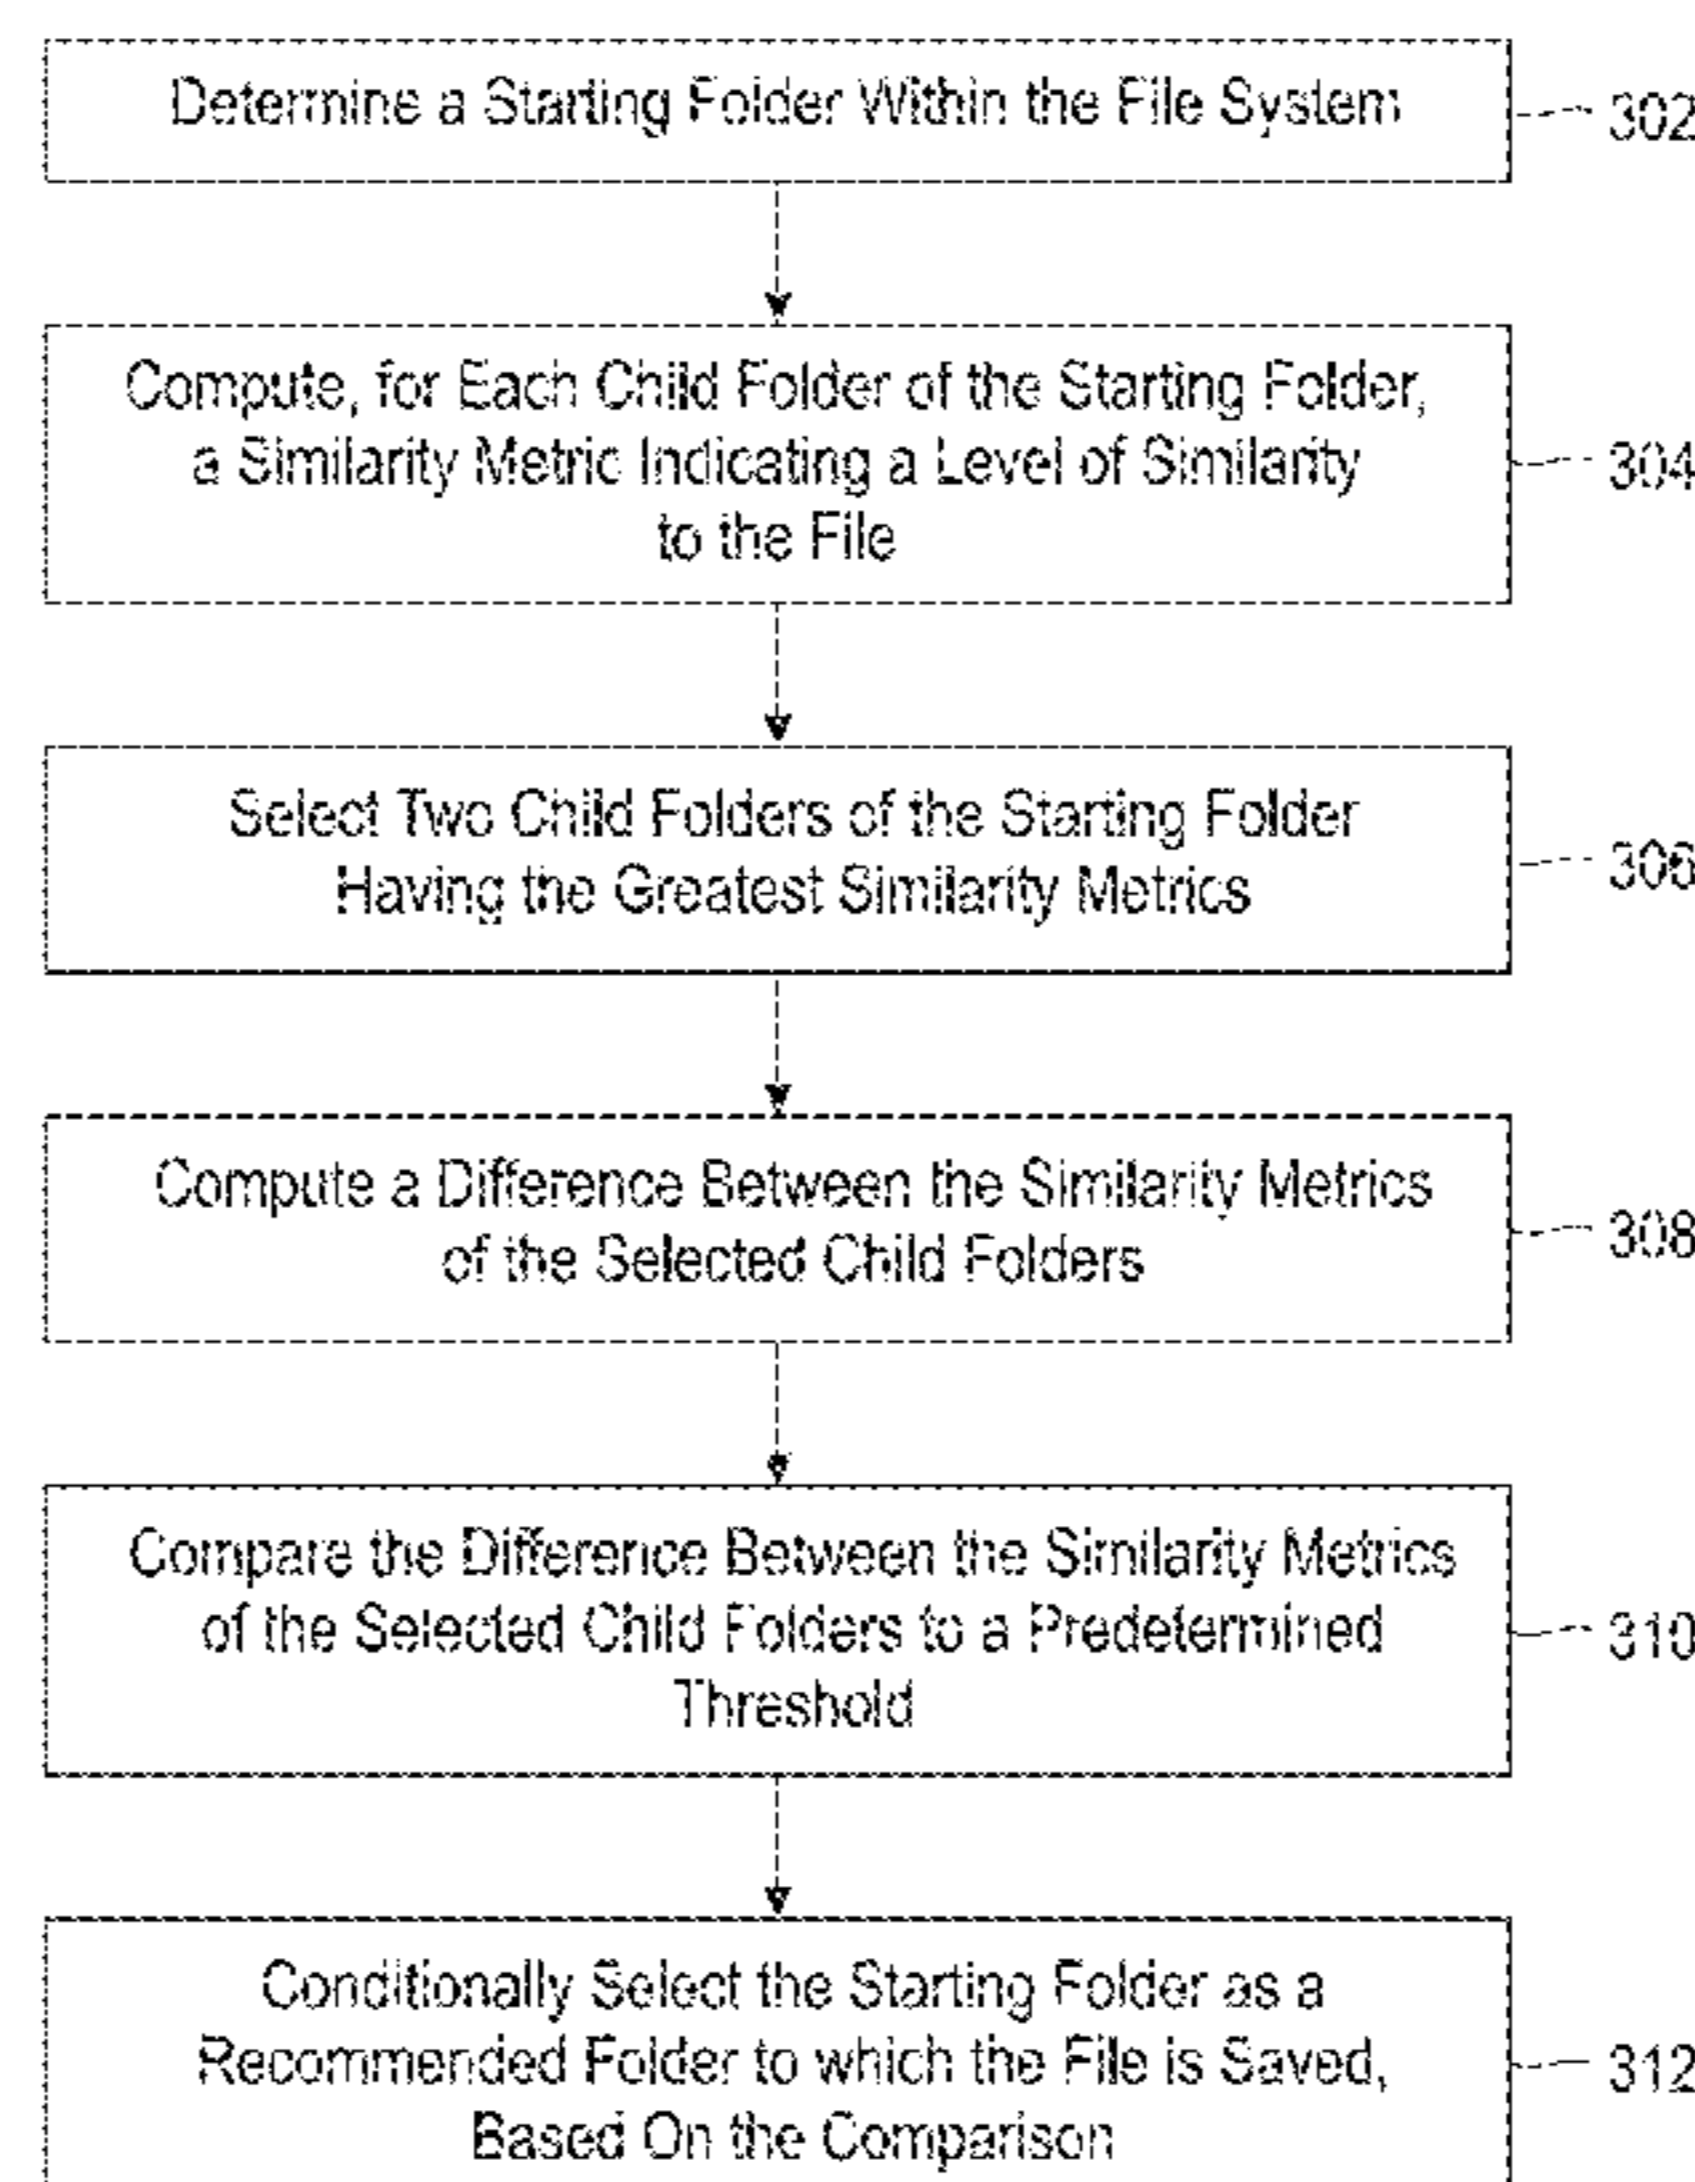 Determine a Starting Folder Within the File System
302
Compute, for Each Child Folder of the Starting Folder,
a Similarity Metric Indicating a Level of Similarity
to the File
304
Select Two Child Folders of the Starting Folder
Having the Greatest Similarity Metrics
306
Compute a Difference Between the Similarity Metrics
of the Selected Child Folders
308
Compare the Difference Between the Similarity Metrics
of the Selected Child Folders to a Predetermined
Threshold
310
Conditionally Select the Starting Folder as a
Recommended Folder to which the File is Saved,
Based On the Comparison
312